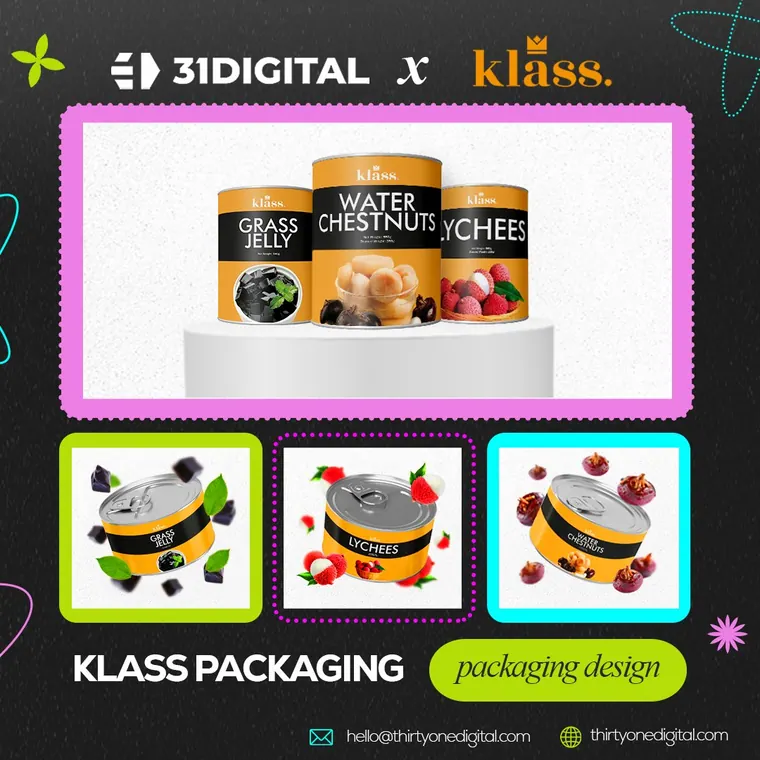 31DIGITAL x klass.
klass.
GRASS
JELLY
klass.
WATER
CHESTNUTS
klass.
LYCHEES
GRASS
JELLY
LYCHEES
WATER
CHESTNUTS
KLASS PACKAGING
packaging design
hello@thirtyonedigital.com
thirtyonedigital.com